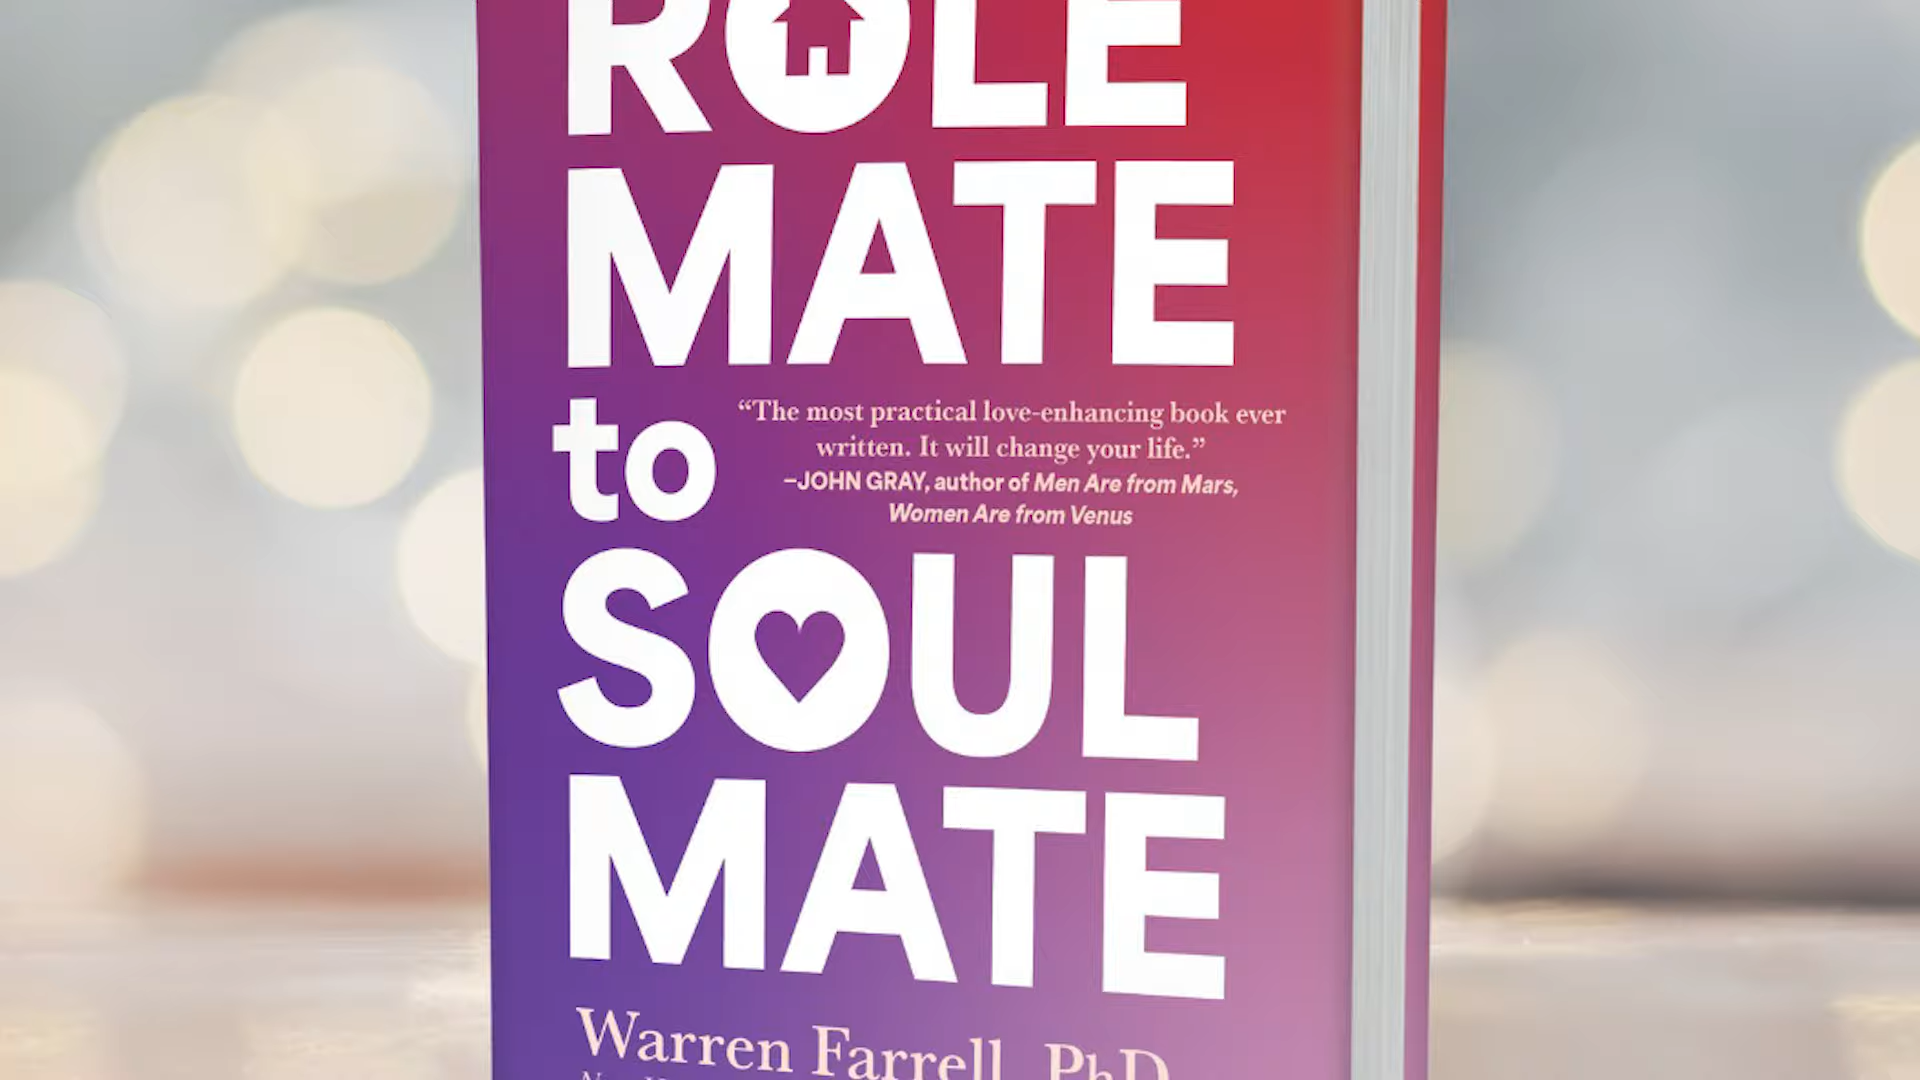 ROLE
MATE
to
“The most practical love-enhancing book ever
written. It will change your life.”
–JOHN GRAY, author of Men Are from Mars,
Women Are from Venus
SOUL
MATE
Warren Farrell, PhD